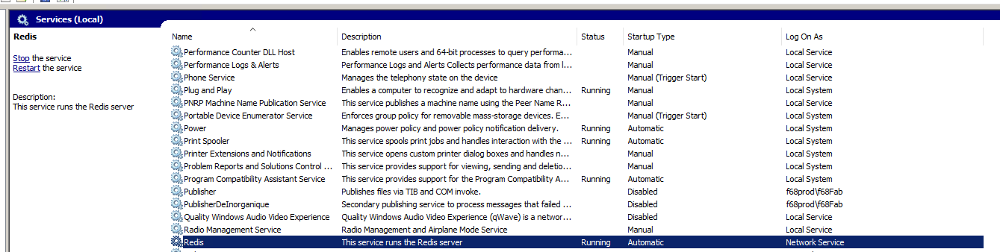 Services (Local)
Redis
Stop the service
Restart the service
Description:
This service runs the Redis server
Name Description Status Startup Type Log On As
Performance Counter DLL Host Enables remote users and 64-bit processes to query performa... Manual Local Service
Performance Logs & Alerts Performance Logs and Alerts Collects performance data from l... Manual Local Service
Phone Service Manages the telephony state on the device Manual (Trigger Start) Local Service
Plug and Play Enables a computer to recognize and adapt to hardware chan... Running Manual Local System
PNRP Machine Name Publication Service This service publishes a machine name using the Peer Name R... Manual Local Service
Portable Device Enumerator Service Enforces group policy for removable mass-storage devices. E... Manual (Trigger Start) Local System
Power Manages power policy and power policy notification delivery. Running Automatic Local System
Print Spooler This service spools print jobs and handles interaction with the ... Running Automatic Local System
Printer Extensions and Notifications This service opens custom printer dialog boxes and handles n... Manual Local System
Problem Reports and Solutions Control ... This service provides support for viewing, sending and deletio... Manual Local System
Program Compatibility Assistant Service This service provides support for the Program Compatibility A... Running Automatic Local System
Publisher Publishes files via TIB and COM invoke. Disabled f68prod\f68Fab
PublisherDeInorganique Secondary publishing service to process messages that failed ... Disabled f68prod\f68Fab
Quality Windows Audio Video Experience Quality Windows Audio Video Experience (qWave) is a networ... Disabled Local Service
Radio Management Service Radio Management and Airplane Mode Service Manual Local Service
Redis This service runs the Redis server Running Automatic Network Service